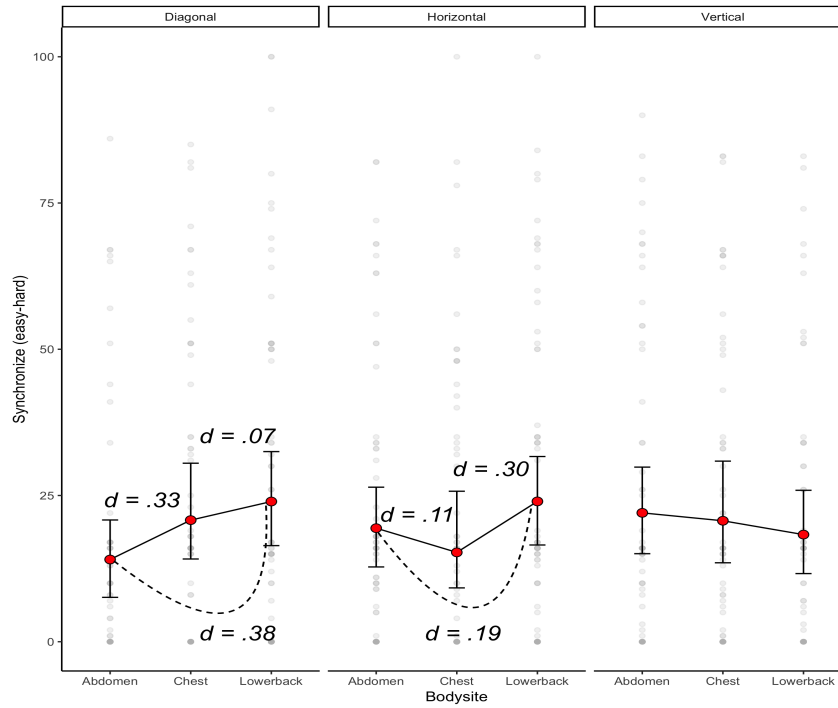 Diagonal Horizontal Vertical
100
75
50
25
0
Synchronize (easy-hard)
d = .07
d = .33
d = .38
d = .30
d = .11
d = .19
Abdomen Chest Lowerback Abdomen Chest Lowerback Abdomen Chest Lowerback
Bodysite